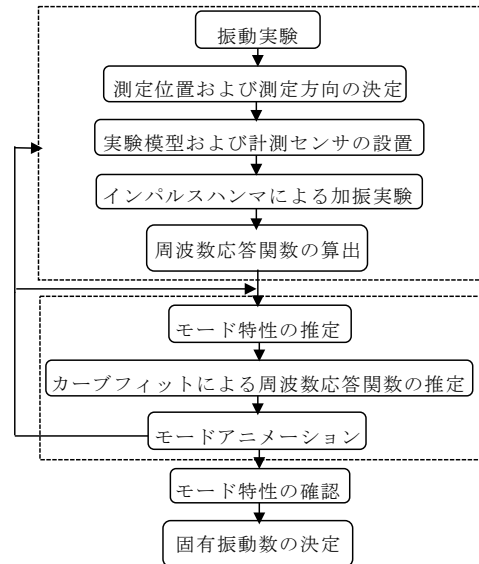 振動実験
測定位置および測定方向の決定
実験模型および計測センサの設置
インパルスハンマによる加振実験
周波数応答関数の算出
モード特性の推定
カーブフィットによる周波数応答関数の推定
モードアニメーション
モード特性の確認
固有振動数の決定